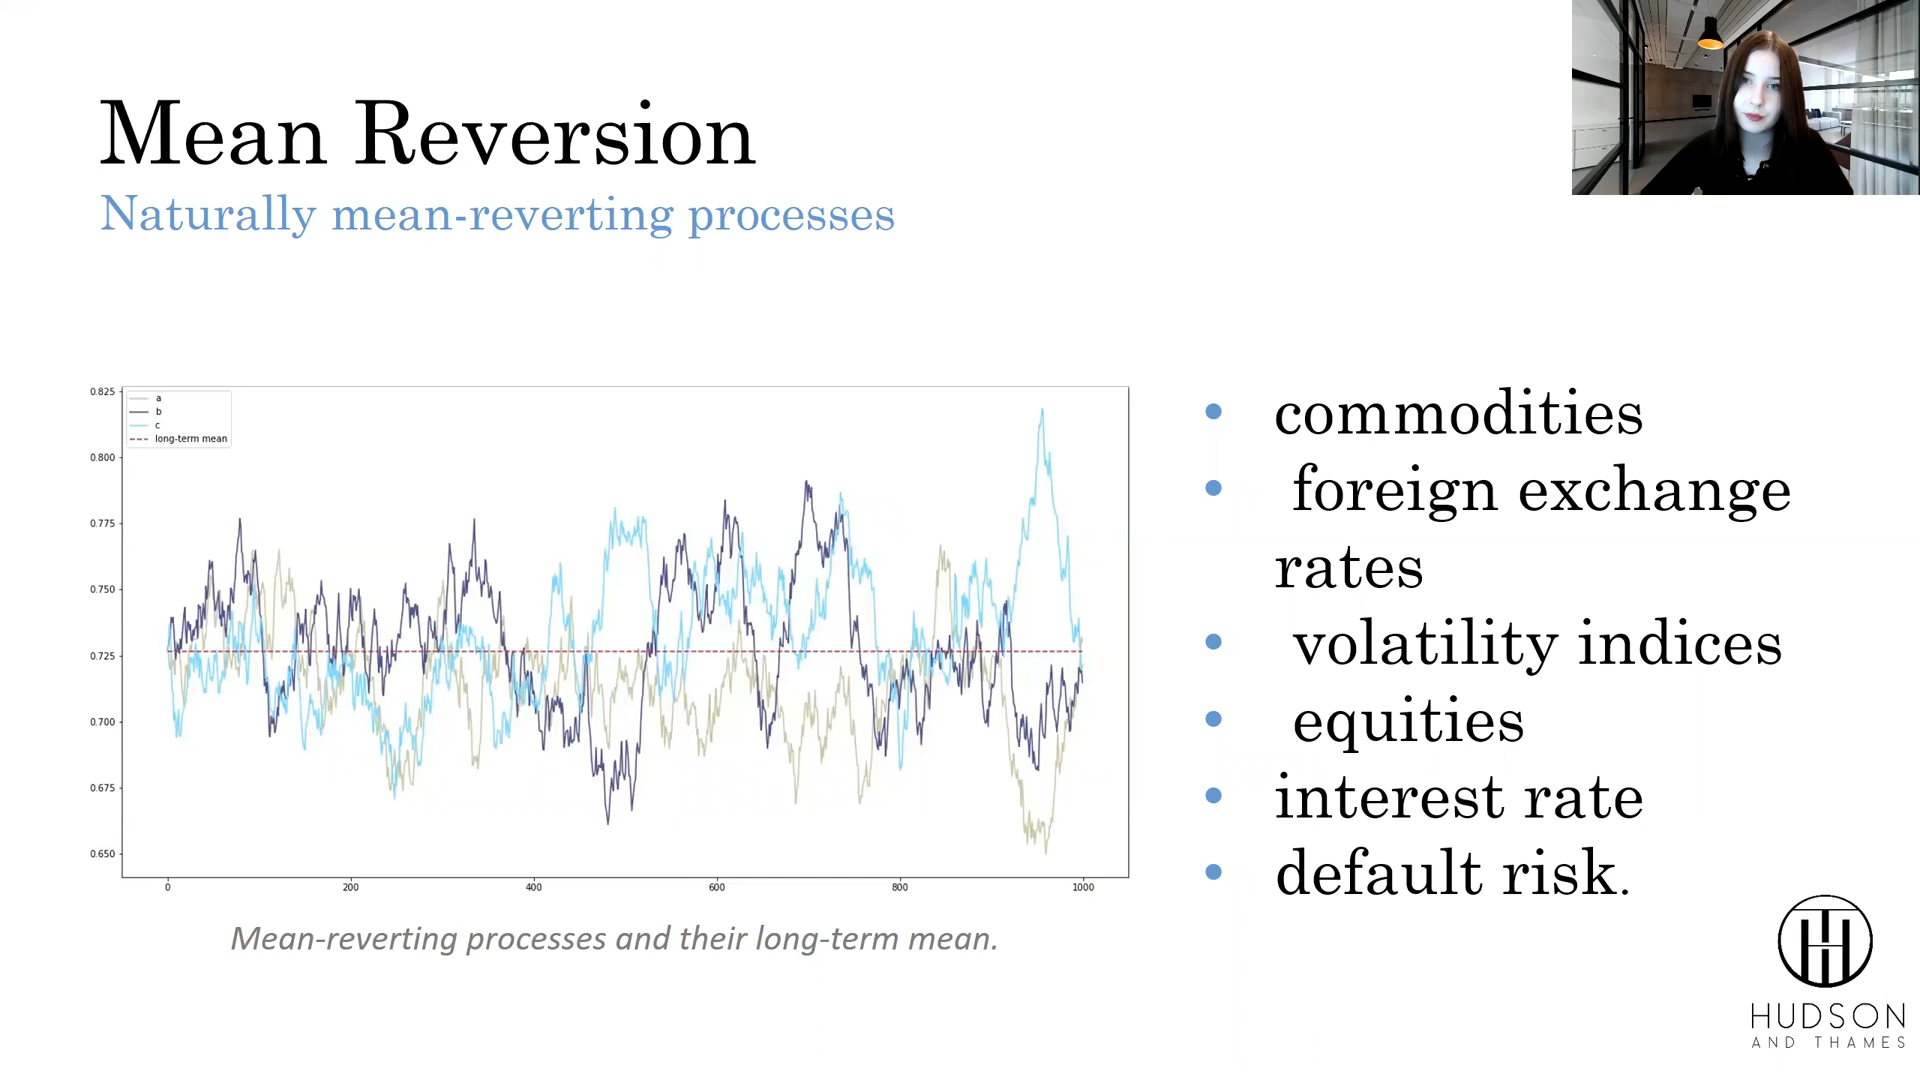 Mean Reversion
Naturally mean-reverting processes
0.825
0.800
0.775
0.750
0.725
0.700
0.675
0.650
a
b
c
long-term mean
0
200
400
600
800
1000
Mean-reverting processes and their long-term mean.
• commodities
• foreign exchange
rates
• volatility indices
• equities
• interest rate
• default risk.
HUDSON
AND THAMES